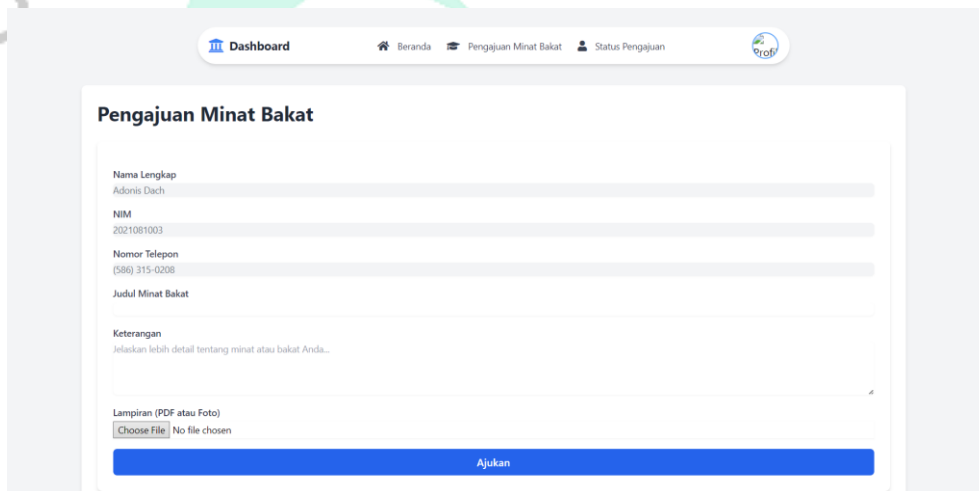 Dashboard Beranda Pengajuan Minat Bakat Status Pengajuan Profi
Pengajuan Minat Bakat
Nama Lengkap
Adonis Dach
NIM
2021081003
Nomor Telepon
(586) 315-0208
Judul Minat Bakat
Keterangan
Jelaskan lebih detail tentang minat atau bakat Anda...
Lampiran (PDF atau Foto)
Choose File No file chosen
Ajukan